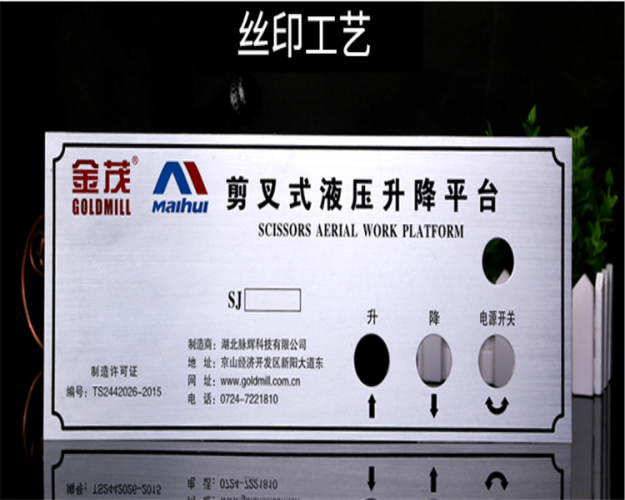 丝印工艺
金茂®
GOLDMILL
Maihui
剪叉式液压升降平台
SCISSORS AERIAL WORK PLATFORM
SJ
升 降 电源开关
制造商：湖北脉辉科技有限公司
地 址：京山经济开发区新阳大道东
网 址：www.goldmill.com.cn
电 话：0724-7221810
制造许可证
编号：TS2442026-2015